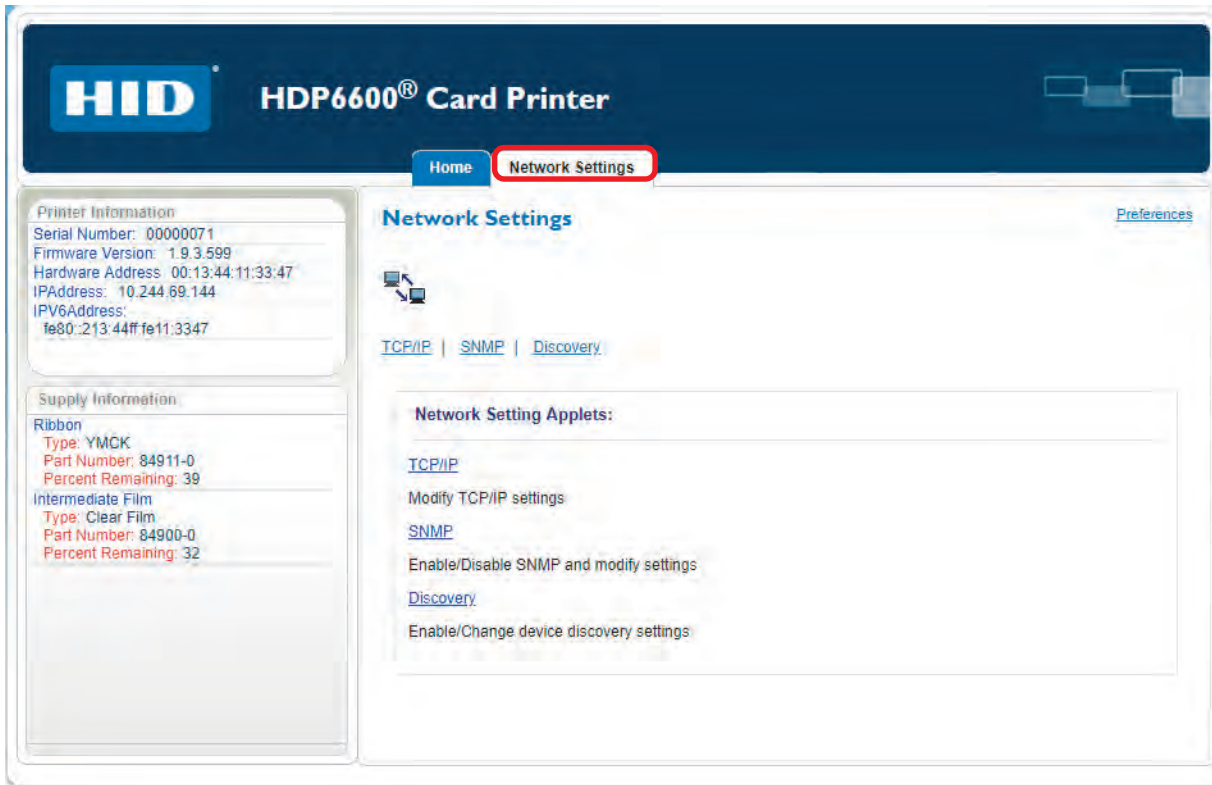 HID
HDP6600® Card Printer
Home
Network Settings
Printer Information
Serial Number: 00000071
Firmware Version: 1.9.3.599
Hardware Address 00:13:44:11:33:47
IPAddress: 10.244.69.144
IPV6Address:
fe80::213:44ff:fe11:3347
Supply Information
Ribbon
Type: YMCK
Part Number: 84911-0
Percent Remaining: 39
Intermediate Film
Type: Clear Film
Part Number: 84900-0
Percent Remaining: 32
Network Settings
Preferences
TCP/IP | SNMP | Discovery
Network Setting Applets:
TCP/IP
Modify TCP/IP settings
SNMP
Enable/Disable SNMP and modify settings
Discovery
Enable/Change device discovery settings